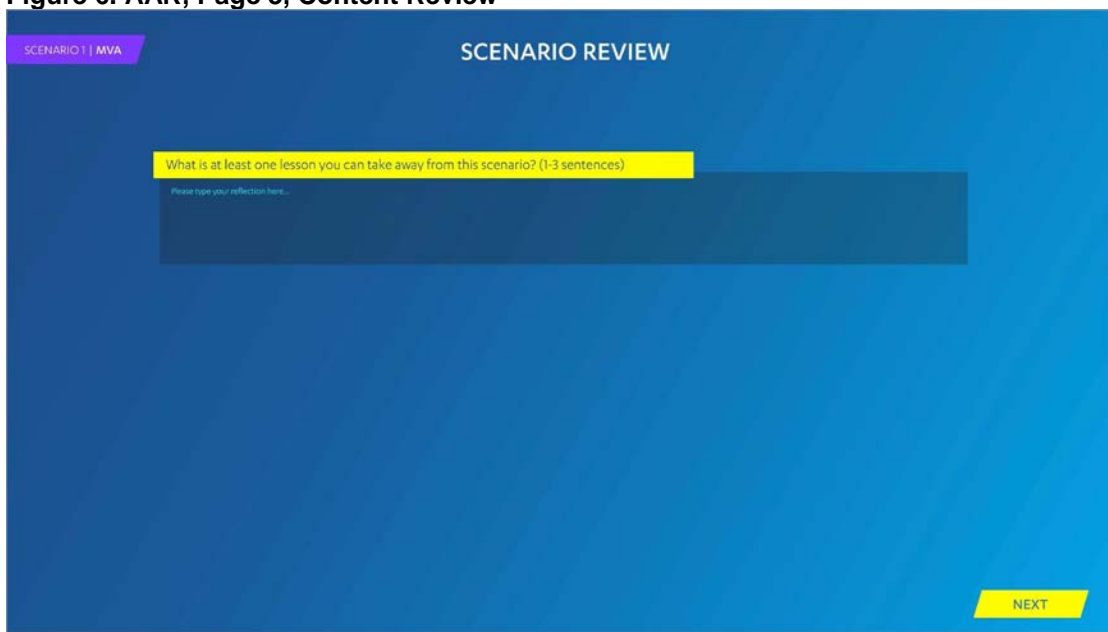 Figure 6. AAR, Page 3, Content Review
SCENARIO 1 | MVA
SCENARIO REVIEW
What is at least one lesson you can take away from this scenario? (1-3 sentences)
Please type your reflection here...
NEXT